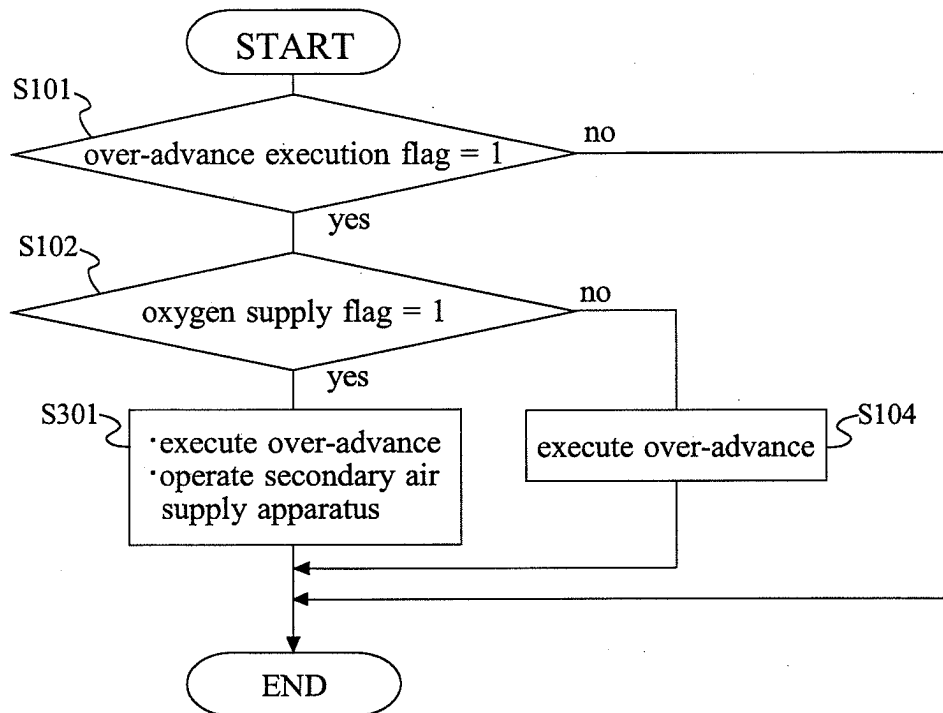 START
S101
over-advance execution flag = 1
no
yes
S102
oxygen supply flag = 1
no
yes
S301
·execute over-advance
·operate secondary air
supply apparatus
S104
execute over-advance
END